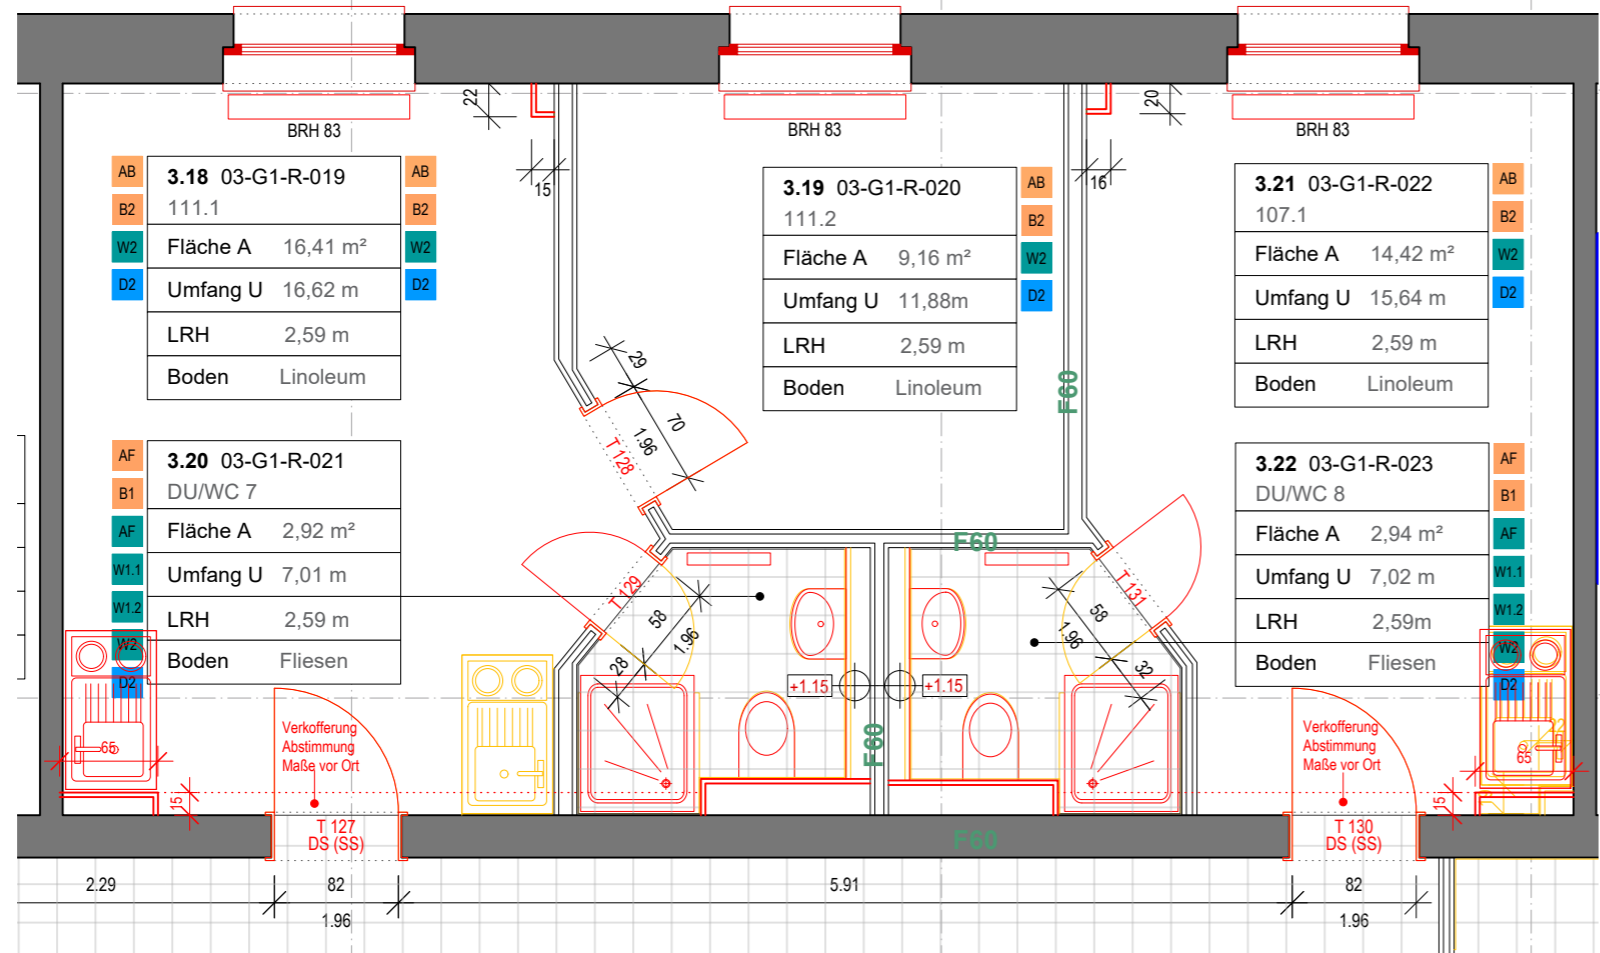 BRH 83
BRH 83
BRH 83
22
15
16
20
AB
B2
W2
D2
3.18 03-G1-R-019
111.1
Fläche A 16,41 m²
Umfang U 16,62 m
LRH 2,59 m
Boden Linoleum
AB
B2
W2
D2
3.19 03-G1-R-020
111.2
Fläche A 9,16 m²
Umfang U 11,88m
LRH 2,59 m
Boden Linoleum
AB
B2
W2
D2
3.21 03-G1-R-022
107.1
Fläche A 14,42 m²
Umfang U 15,64 m
LRH 2,59 m
Boden Linoleum
AB
B2
W2
D2
F60
29
70
1.96
T 128
AF
B1
AF
W1.1
W1.2
W2
D2
3.20 03-G1-R-021
DU/WC 7
Fläche A 2,92 m²
Umfang U 7,01 m
LRH 2,59 m
Boden Fliesen
3.22 03-G1-R-023
DU/WC 8
Fläche A 2,94 m²
Umfang U 7,02 m
LRH 2,59m
Boden Fliesen
AF
B1
AF
W1.1
W1.2
W2
D2
F60
T 129
58
1.96
28
T 131
58
1.96
32
+1.15
+1.15
F60
65
15
Verkofferung
Abstimmung
Maße vor Ort
T 127
DS (SS)
Verkofferung
Abstimmung
Maße vor Ort
T 130
DS (SS)
22
65
15
F60
2.29
82
1.96
5.91
82
1.96